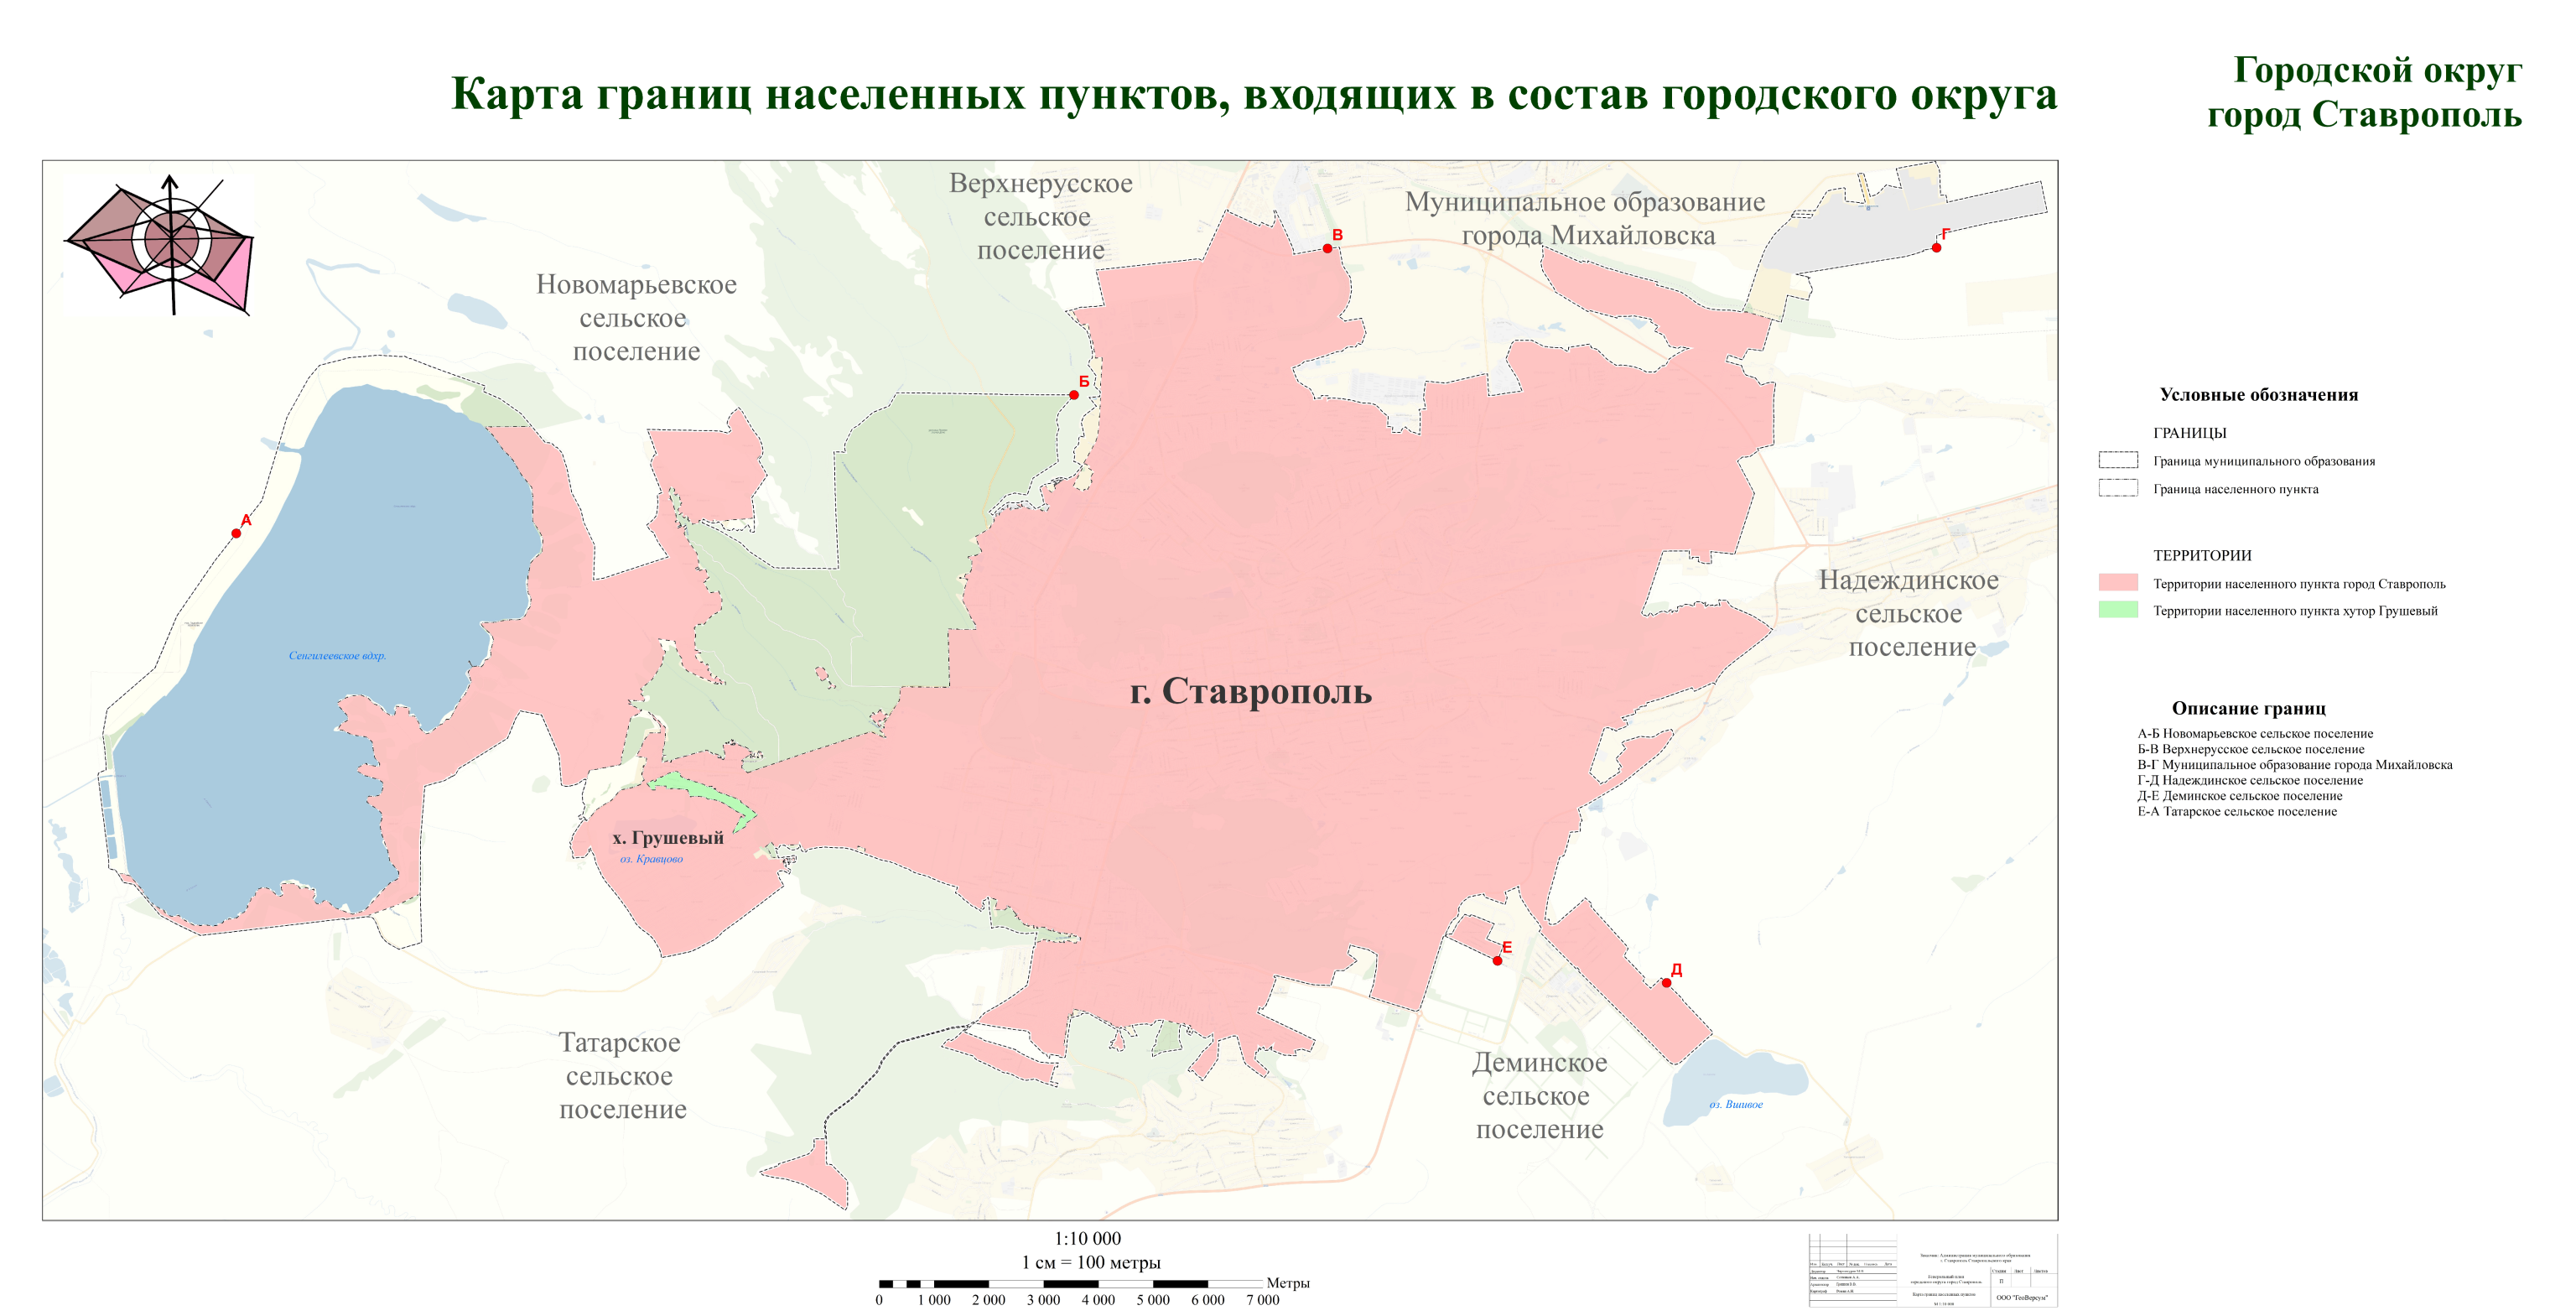 Карта границ населенных пунктов, входящих в состав городского округа
Городской округ
город Ставрополь
Верхнерусское
сельское
поселение
Муниципальное образование
города Михайловска
В
Г
Новомарьевское
сельское
поселение
Б
А
Надеждинское
сельское
поселение
Сенгилеевское вдхр.
г. Ставрополь
х. Грушевый
оз. Кравцово
Е
Д
Татарское
сельское
поселение
Деминское
сельское
поселение
оз. Вшивое
Условные обозначения
ГРАНИЦЫ
Граница муниципального образования
Граница населенного пункта
ТЕРРИТОРИИ
Территории населенного пункта город Ставрополь
Территории населенного пункта хутор Грушевый
Описание границ
А-Б Новомарьевское сельское поселение
Б-В Верхнерусское сельское поселение
В-Г Муниципальное образование города Михайловска
Г-Д Надеждинское сельское поселение
Д-Е Деминское сельское поселение
Е-А Татарское сельское поселение
1:10 000
1 см = 100 метры
Метры
0 1 000 2 000 3 000 4 000 5 000 6 000 7 000
ООО "ГеоВерсум"